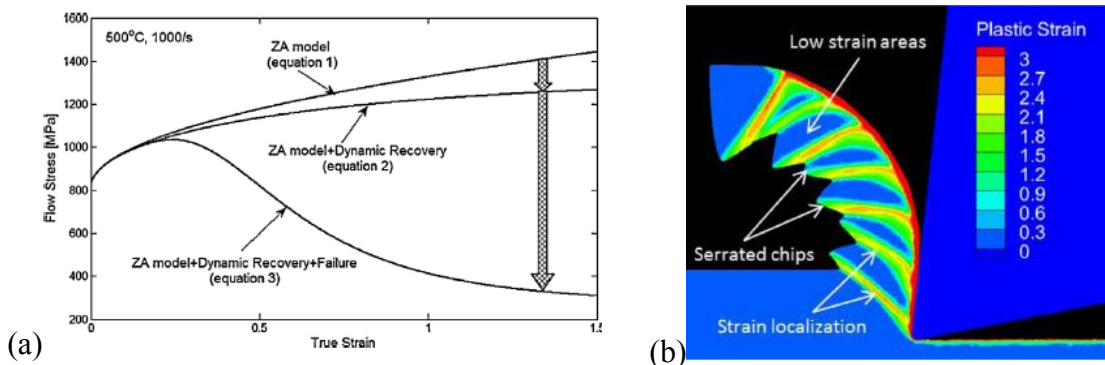 1600
1400
1200
1000
800
600
400
200
0
0.5
1
1.5
Flow Stress [MPa]
True Strain
500°C, 1000/s
ZA model
(equation 1)
ZA model+Dynamic Recovery
(equation 2)
ZA model+Dynamic Recovery+Failure
(equation 3)
(a)
Low strain areas
Serrated chips
Strain localization
Plastic Strain
3
2.7
2.4
2.1
1.8
1.5
1.2
0.9
0.6
0.3
0
(b)